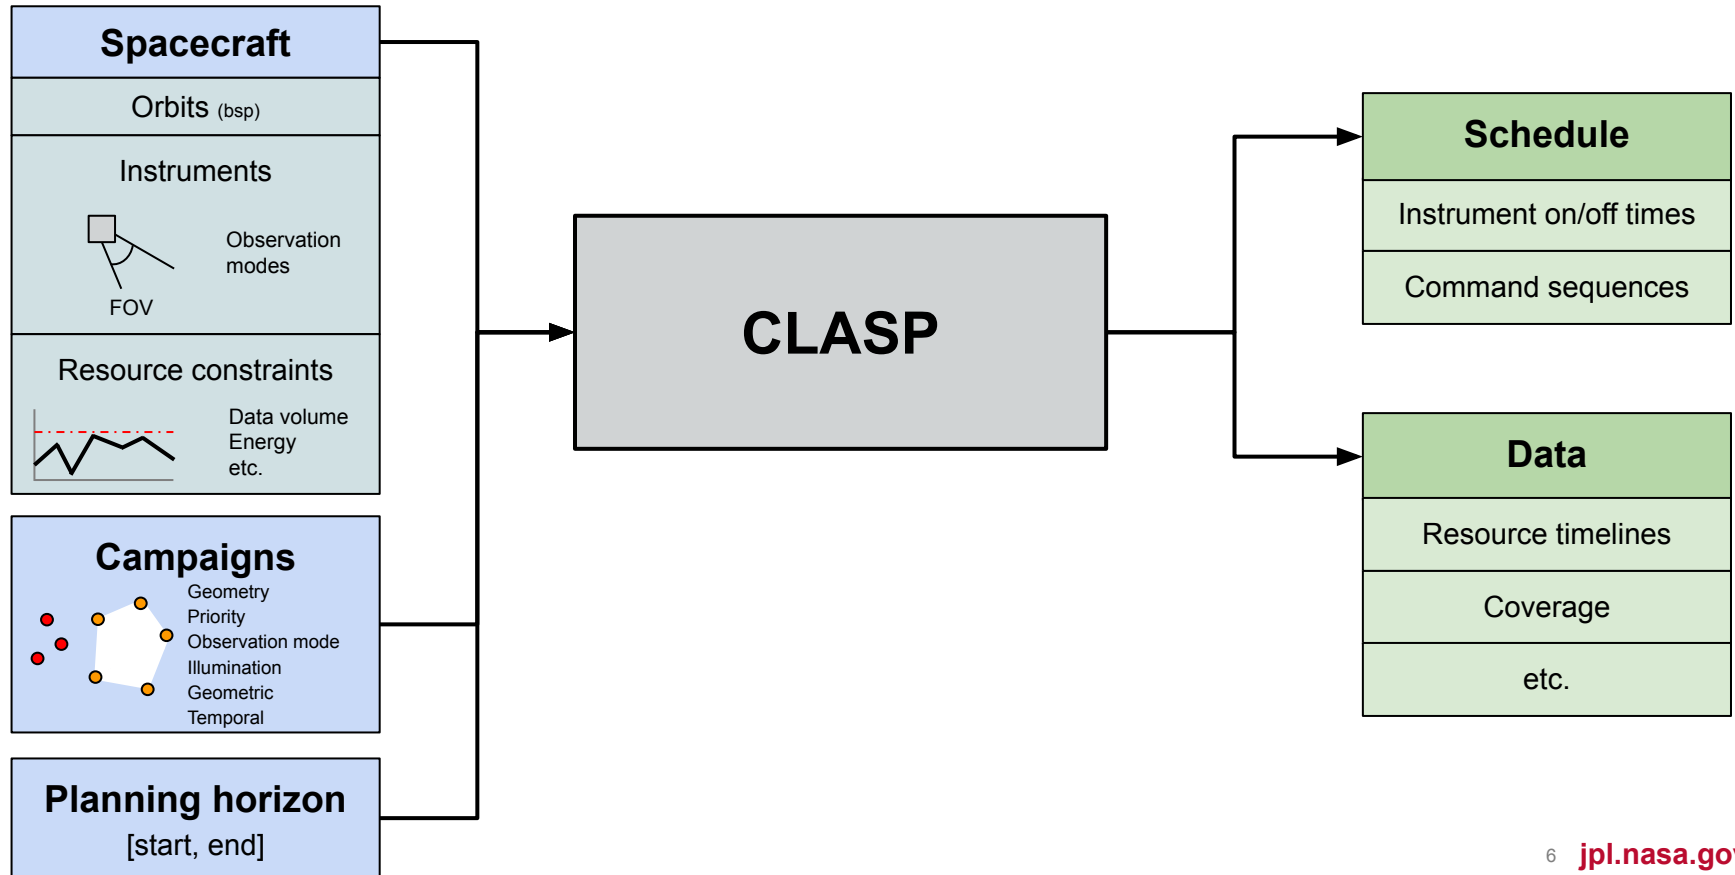 Spacecraft
Orbits (bsp)
Instruments
Observation
modes
FOV
Resource constraints
Data volume
Energy
etc.
Campaigns
Geometry
Priority
Observation mode
Illumination
Geometric
Temporal
Planning horizon
[start, end]
CLASP
Schedule
Instrument on/off times
Command sequences
Data
Resource timelines
Coverage
etc.
6 jpl.nasa.gov